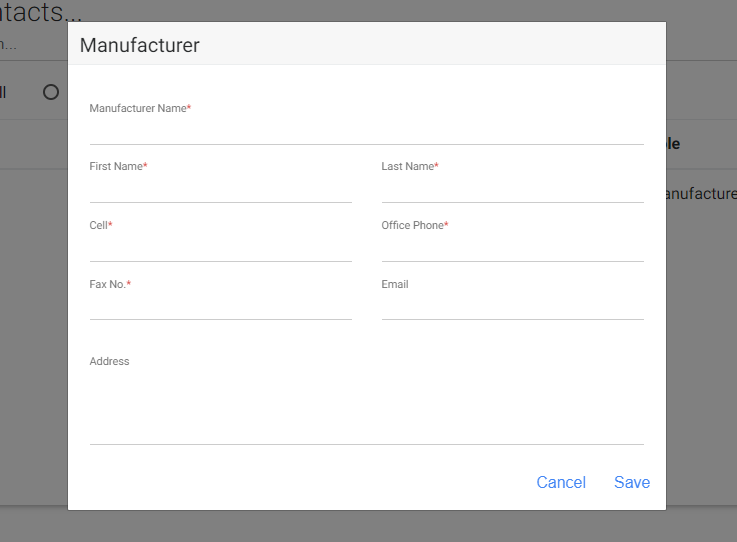 ntacts...
n...
ll
Manufacturer
Manufacturer Name*
First Name*
Last Name*
Cell*
Office Phone*
Fax No.*
Email
Address
Cancel
Save
le
anufacture